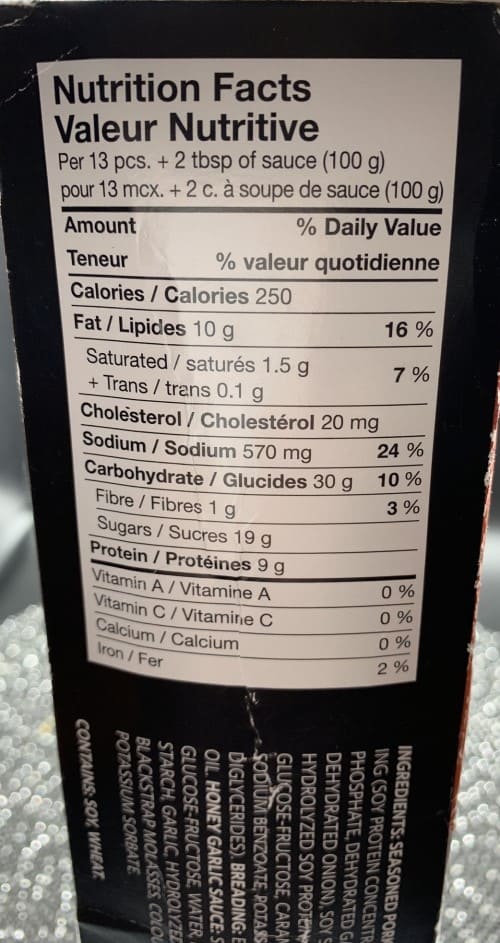 Nutrition Facts
Valeur Nutritive
Per 13 pcs. + 2 tbsp of sauce (100 g)
pour 13 mcx. + 2 c. à soupe de sauce (100 g)
Amount % Daily Value
Teneur % valeur quotidienne
Calories / Calories 250
Fat / Lipides 10 g 16 %
Saturated / saturés 1.5 g 7 %
+ Trans / trans 0.1 g
Cholesterol / Cholestérol 20 mg
Sodium / Sodium 570 mg 24 %
Carbohydrate / Glucides 30 g 10 %
Fibre / Fibres 1 g 3 %
Sugars / Sucres 19 g
Protein / Protéines 9 g
Vitamin A / Vitamine A 0 %
Vitamin C / Vitamine C 0 %
Calcium / Calcium 0 %
Iron / Fer 2 %
INGREDIENTS: SEASONED
ING (SOY PROTEIN
PHOSPHATE, DEHYDRATED
DEHYDRATED ONION), SOY
HYDROLYZED SOY
GLUCOSE-FRUCTOSE,
SODIUM BENZOATE,
DIGLYCERIDES). BREADING:
OIL. HONEY GARLIC SAUCE:
GLUCOSE-FRUCTOSE, WATER,
STARCH, GARLIC,
BLACKSTRAP MOLASSES,
POTASSIUM SORBATE.
CONTAINS: SOY, WHEAT.